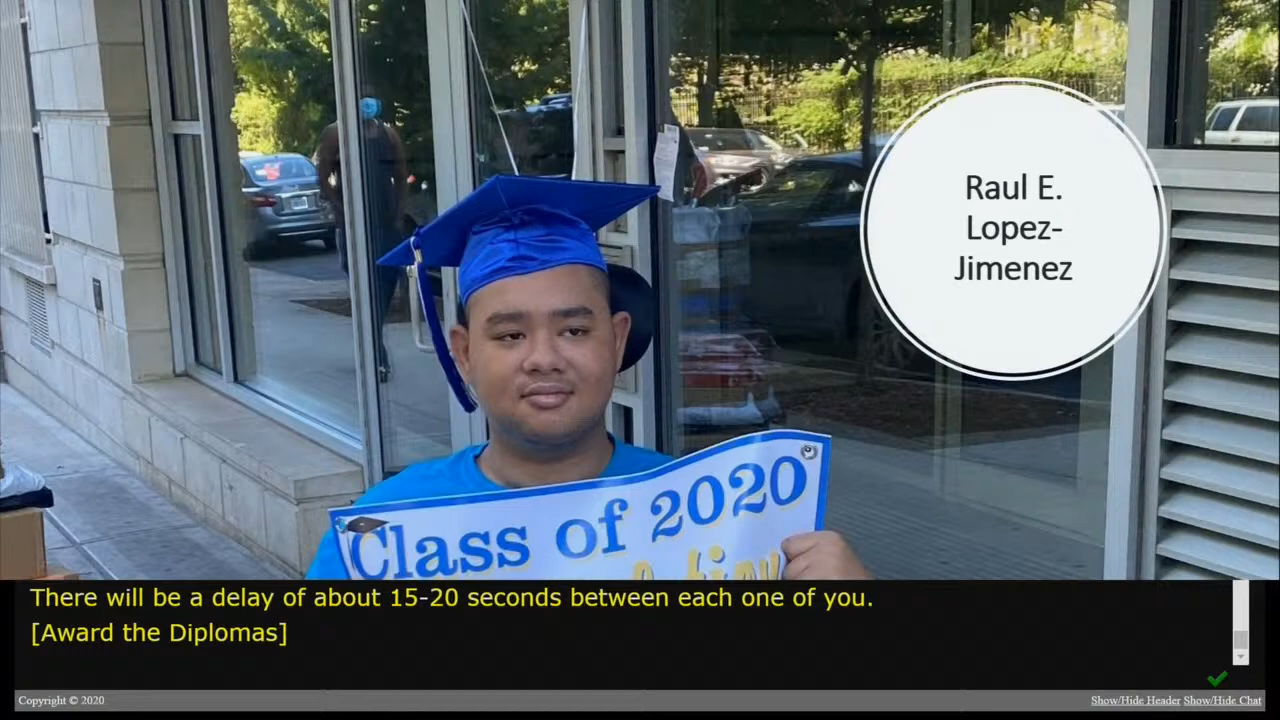 Raul E.
Lopez-
Jimenez
Class of 2020
There will be a delay of about 15-20 seconds between each one of you.
[Award the Diplomas]
Copyright © 2020
Show/Hide Header Show/Hide Chat